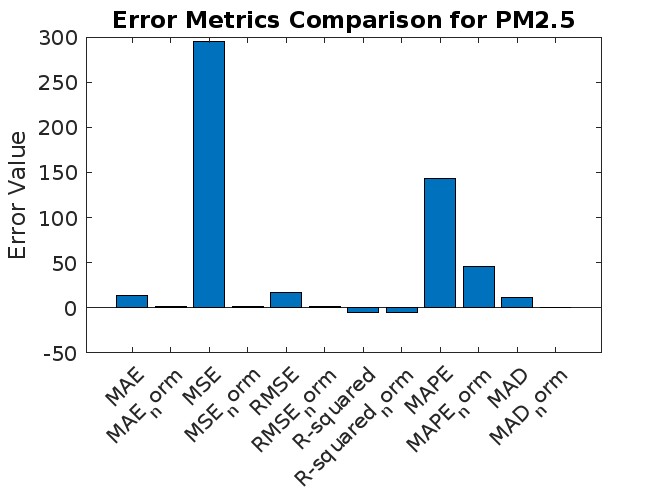 Error Metrics Comparison for PM2.5
Error Value
300
250
200
150
100
50
0
-50
MAE
MAE_norm
MSE
MSE_norm
RMSE
RMSE_norm
R-squared
R-squared_norm
MAPE
MAPE_norm
MAD
MAD_norm